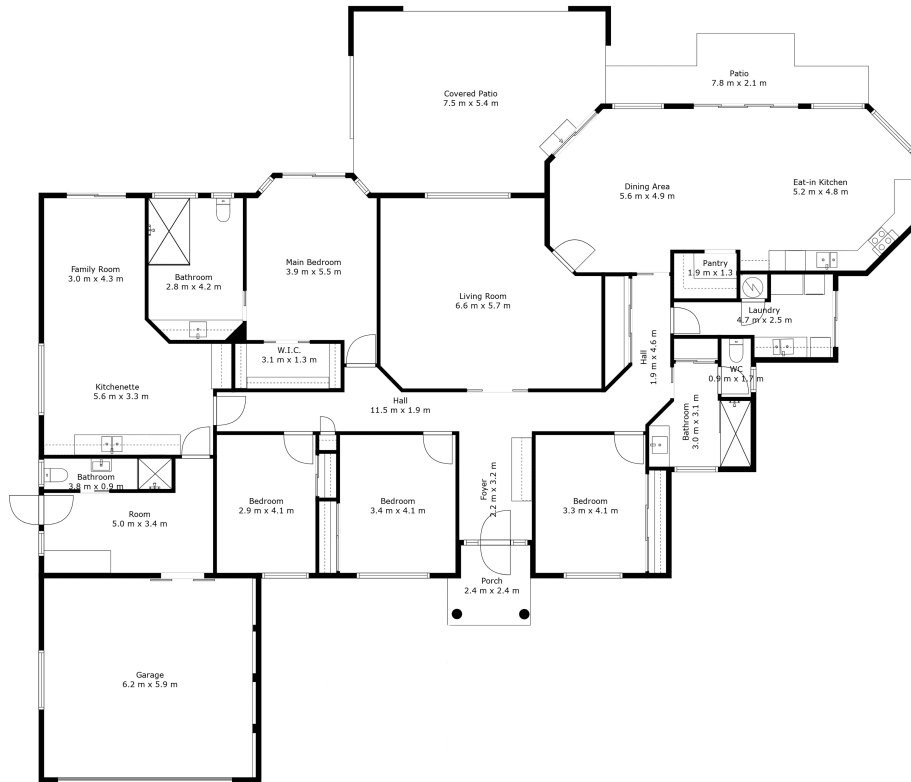 Patio
7.8 m x 2.1 m
Covered Patio
7.5 m x 5.4 m
Dining Area
5.6 m x 4.9 m
Eat-in Kitchen
5.2 m x 4.8 m
Family Room
3.0 m x 4.3 m
Bathroom
2.8 m x 4.2 m
Main Bedroom
3.9 m x 5.5 m
Living Room
6.6 m x 5.7 m
Pantry
1.9 m x 1.3
Laundry
4.7 m x 2.5 m
Hall
1.9 m x 4.6 m
W.I.C.
3.1 m x 1.3 m
WC
0.9 m x 1.7 m
Kitchenette
5.6 m x 3.3 m
Hall
11.5 m x 1.9 m
Bathroom
3.0 m x 3.1 m
Bathroom
3.8 m x 0.9 m
Room
5.0 m x 3.4 m
Bedroom
2.9 m x 4.1 m
Bedroom
3.4 m x 4.1 m
Foyer
2.2 m x 3.2 m
Bedroom
3.3 m x 4.1 m
Porch
2.4 m x 2.4 m
Garage
6.2 m x 5.9 m